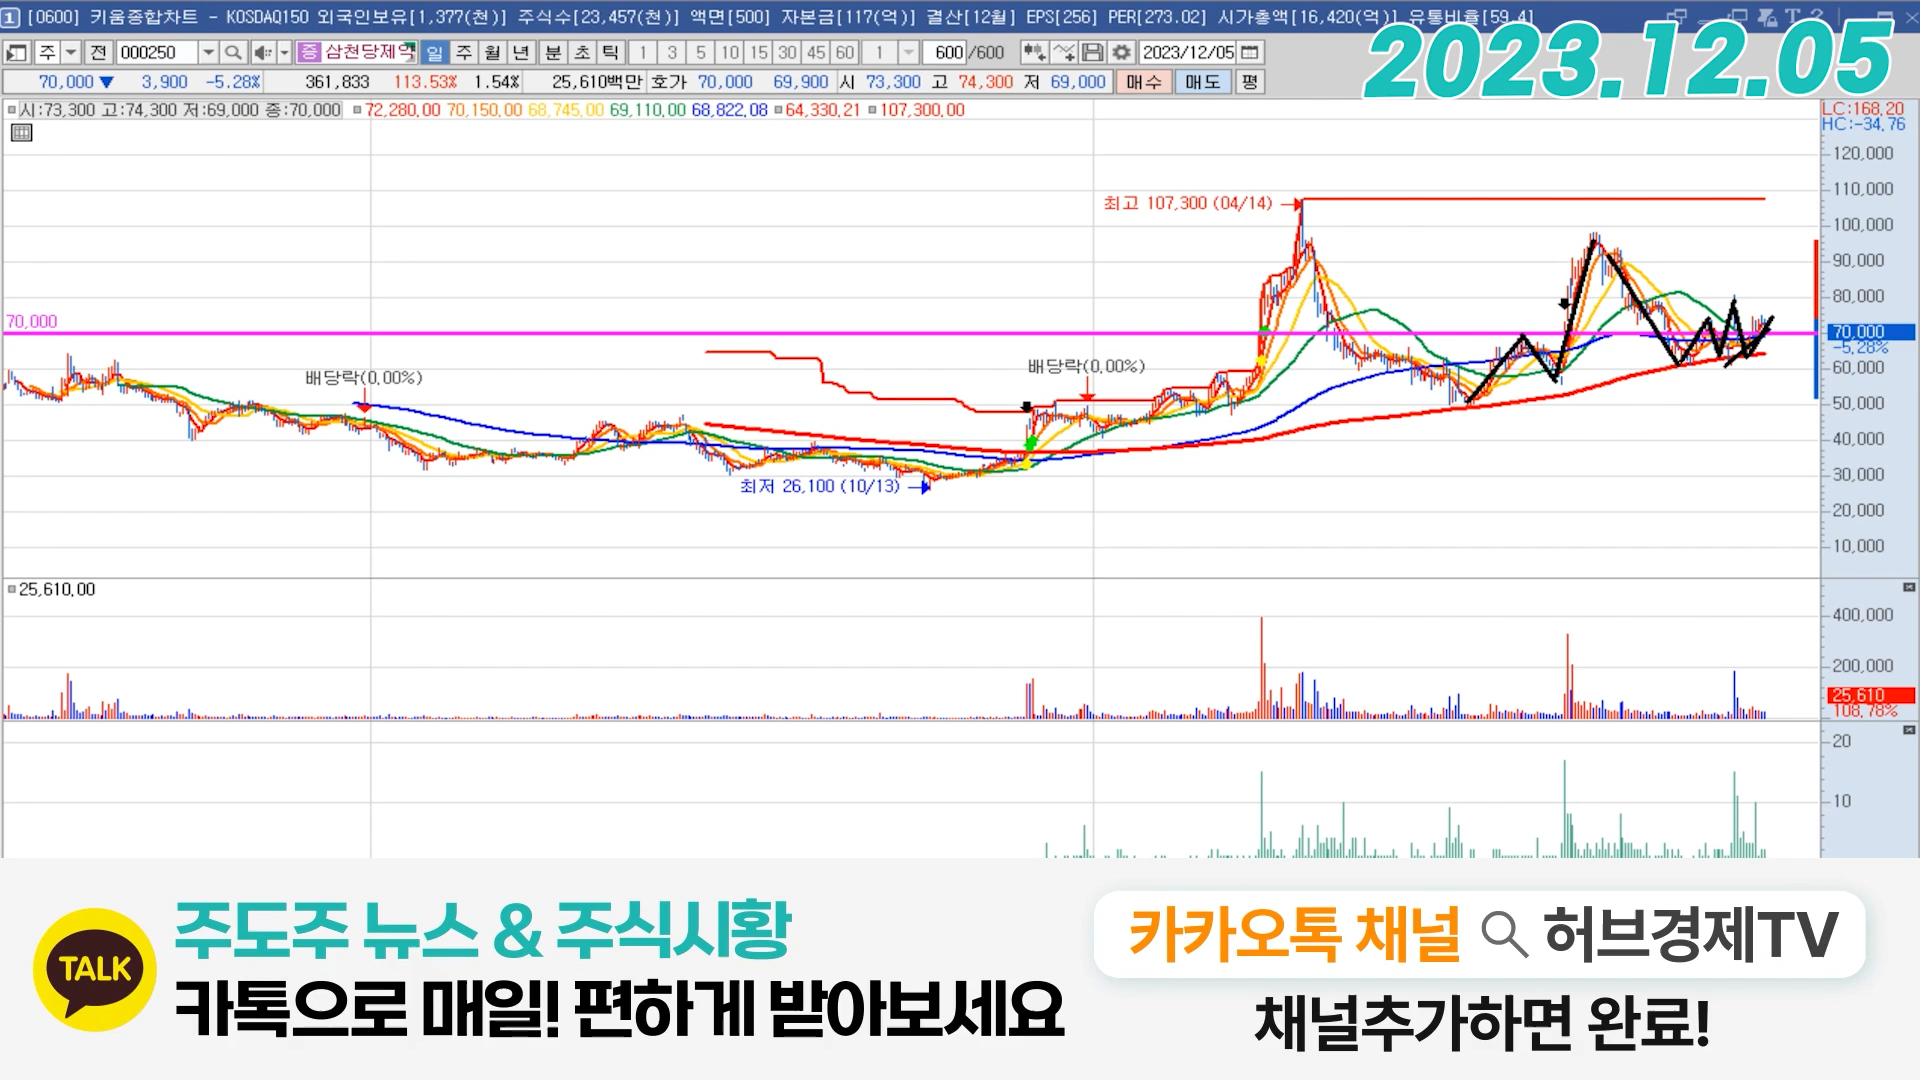 1 [0600] 키움종합차트 - KOSDAQ150 외국인보유[1,377(천)] 주식수[23,457(천)] 액면[500] 자본금[117(억)] 결산[12월] EPS[256] PER[273.02] 시가총액[16,420(억)] 유통비율[59.4]
2023.12.05
주 전 000250 증 삼천당제약 일 주 월 년 분 초 틱 1 3 5 10 15 30 45 60 1 600 /600 2023/12/05
70,000 ▼ 3,900 -5.28% 361,833 113.53% 1.54% 25,610백만 호가 70,000 69,900 시 73,300 고 74,300 저 69,000 매수 매도 평
시:73,300 고:74,300 저:69,000 종:70,000 72,280.00 70,150.00 68,745.00 69,110.00 68,822.08 64,330.21 107,300.00
LC:168.20
HC:-34.76
120,000
110,000
최고 107,300 (04/14)
100,000
90,000
80,000
70,000
70,000
-5.28%
60,000
배당락(0.00%)
배당락(0.00%)
50,000
40,000
30,000
최저 26,100 (10/13)
20,000
10,000
25,610.00
400,000
200,000
25,610
108.78%
20
10
TALK
주도주 뉴스 & 주식시황
카톡으로 매일! 편하게 받아보세요
카카오톡 채널 허브경제TV
채널추가하면 완료!